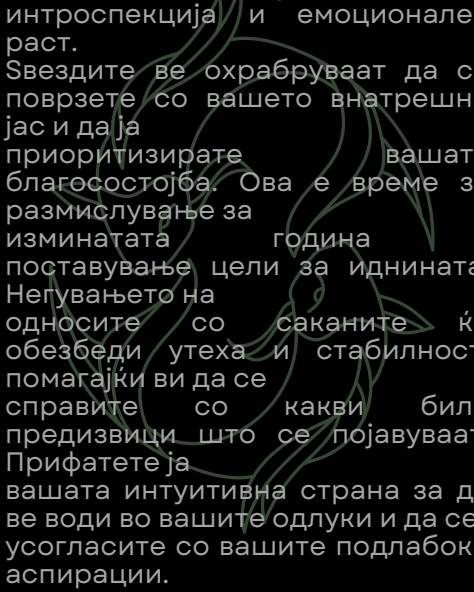 интроспекција и емоционале
раст.
Ѕвездите ве охрабруваат да с
поврзете со вашето внатрешн
јас и да ја
приоритизирате вашат
благосостојба. Ова е време з
размислување за
изминатата година
поставување цели за иднината
Негувањето на
односите со саканите ќ
обезбеди утеха и стабилност
помагајќи ви да се
справите со какви бил
предизвици што се појавуваат
Прифатете ја
вашата интуитивна страна за д
ве води во вашите одлуки и да се
усогласите со вашите подлабок
аспирации.